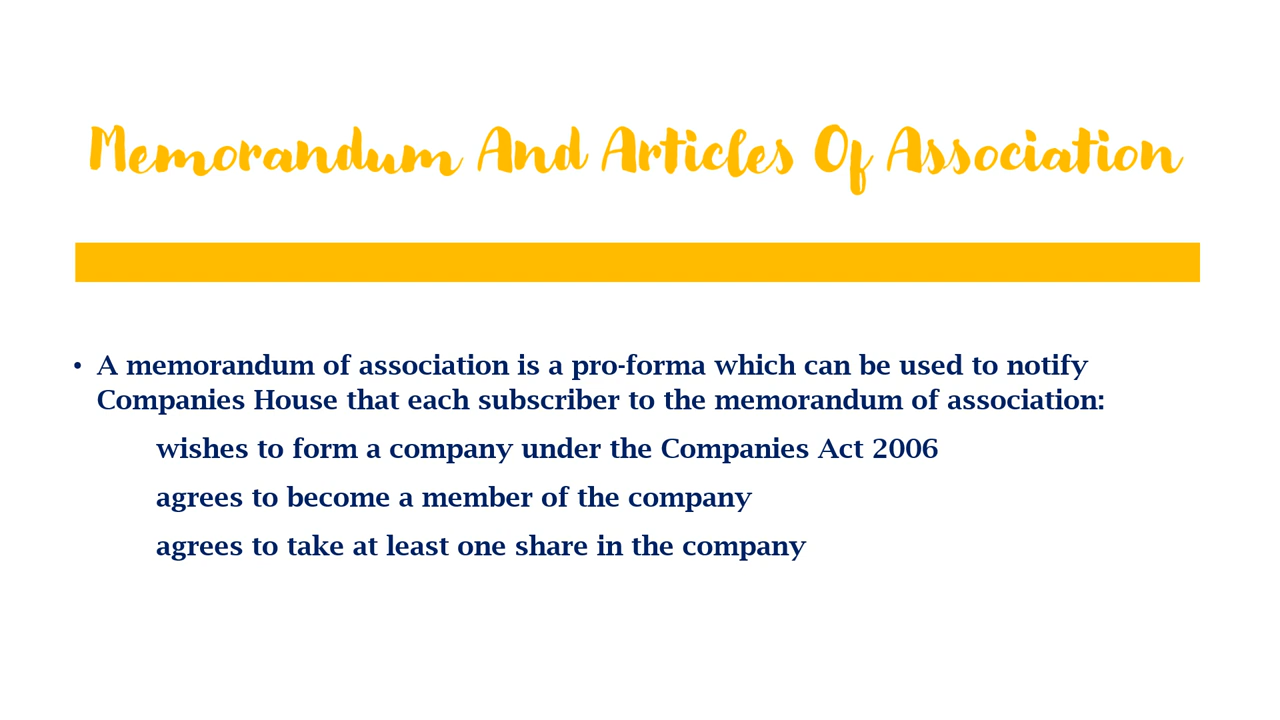 Memorandum And Articles Of Association
• A memorandum of association is a pro-forma which can be used to notify
Companies House that each subscriber to the memorandum of association:
wishes to form a company under the Companies Act 2006
agrees to become a member of the company
agrees to take at least one share in the company